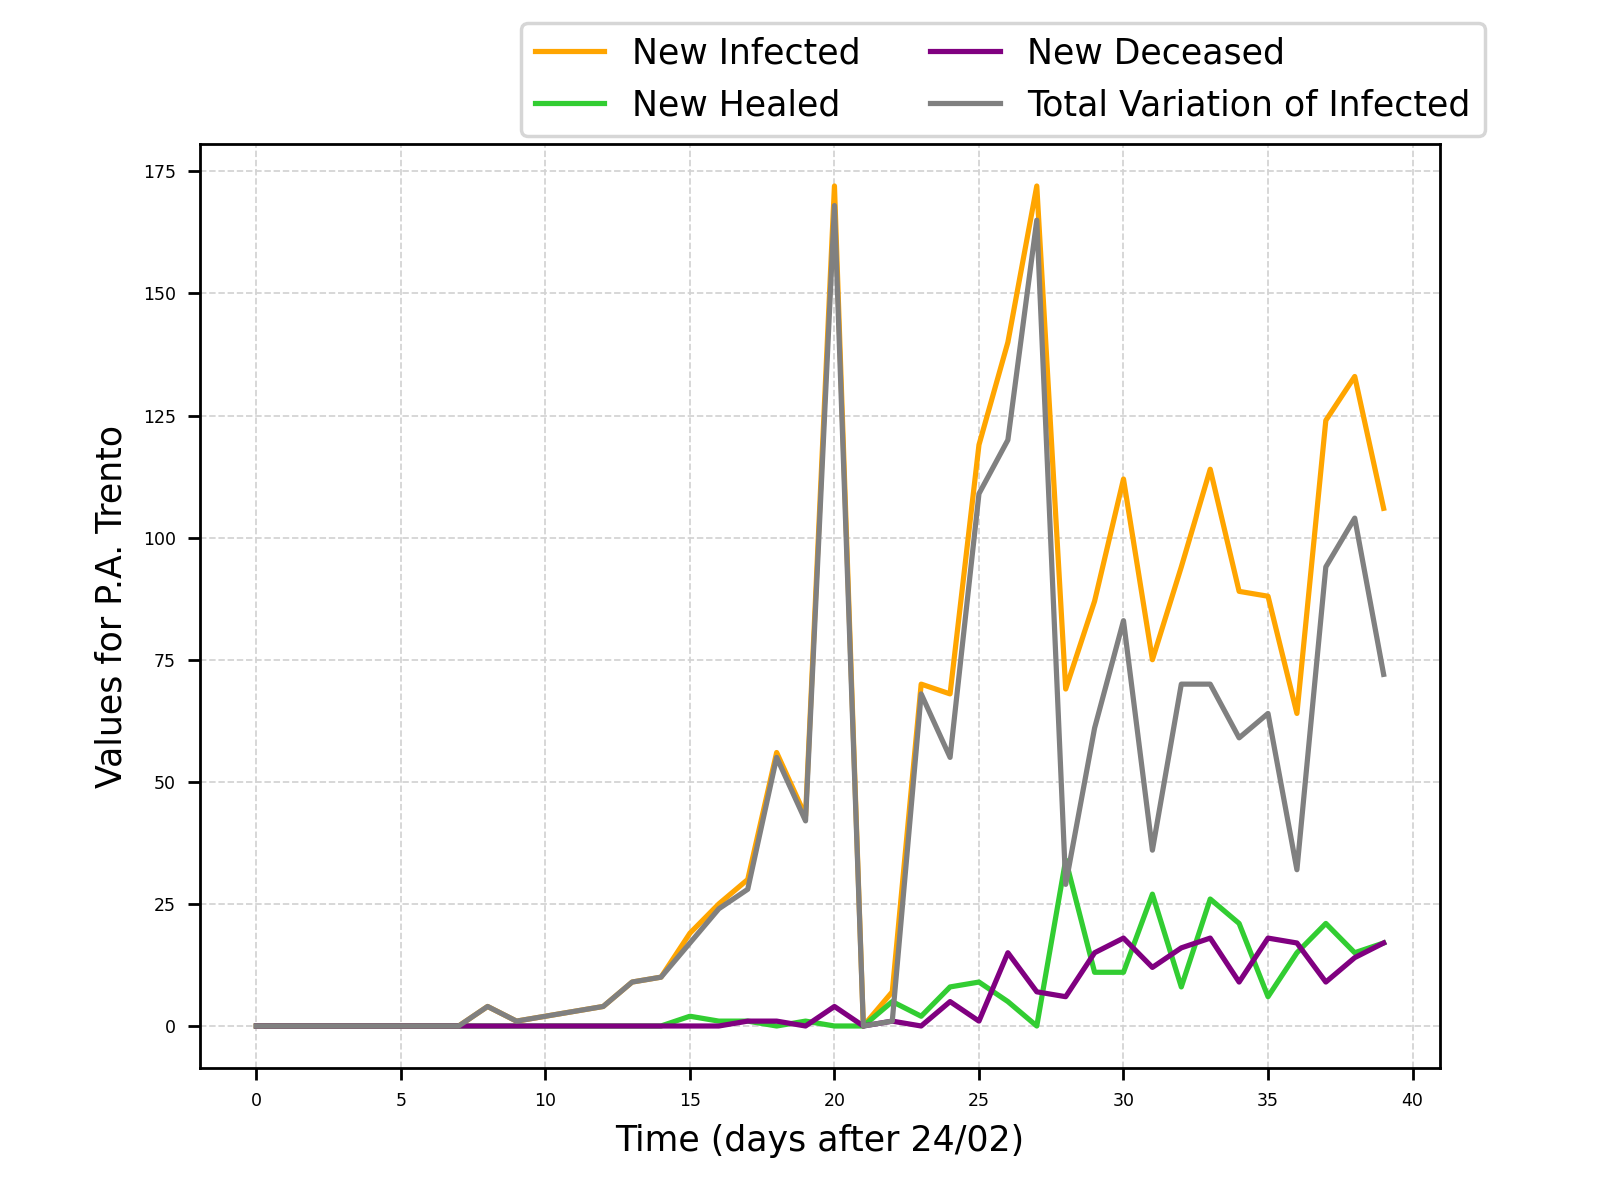 New Infected
New Healed
New Deceased
Total Variation of Infected
Values for P.A. Trento
175
150
125
100
75
50
25
0
0 5 10 15 20 25 30 35 40
Time (days after 24/02)